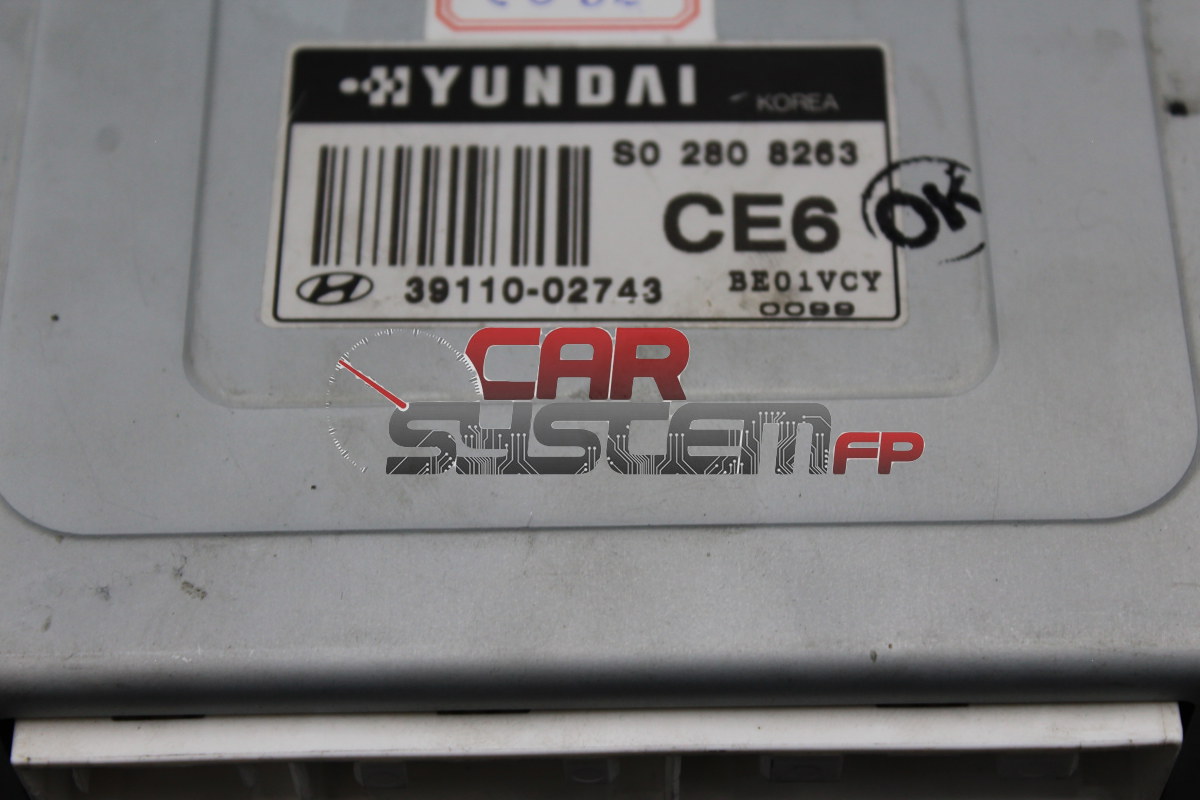 HYUNDAI KOREA
S0 280 8263
CE6
OK
39110-02743
BE01VCY
0099
CAR
SYSTEM FP